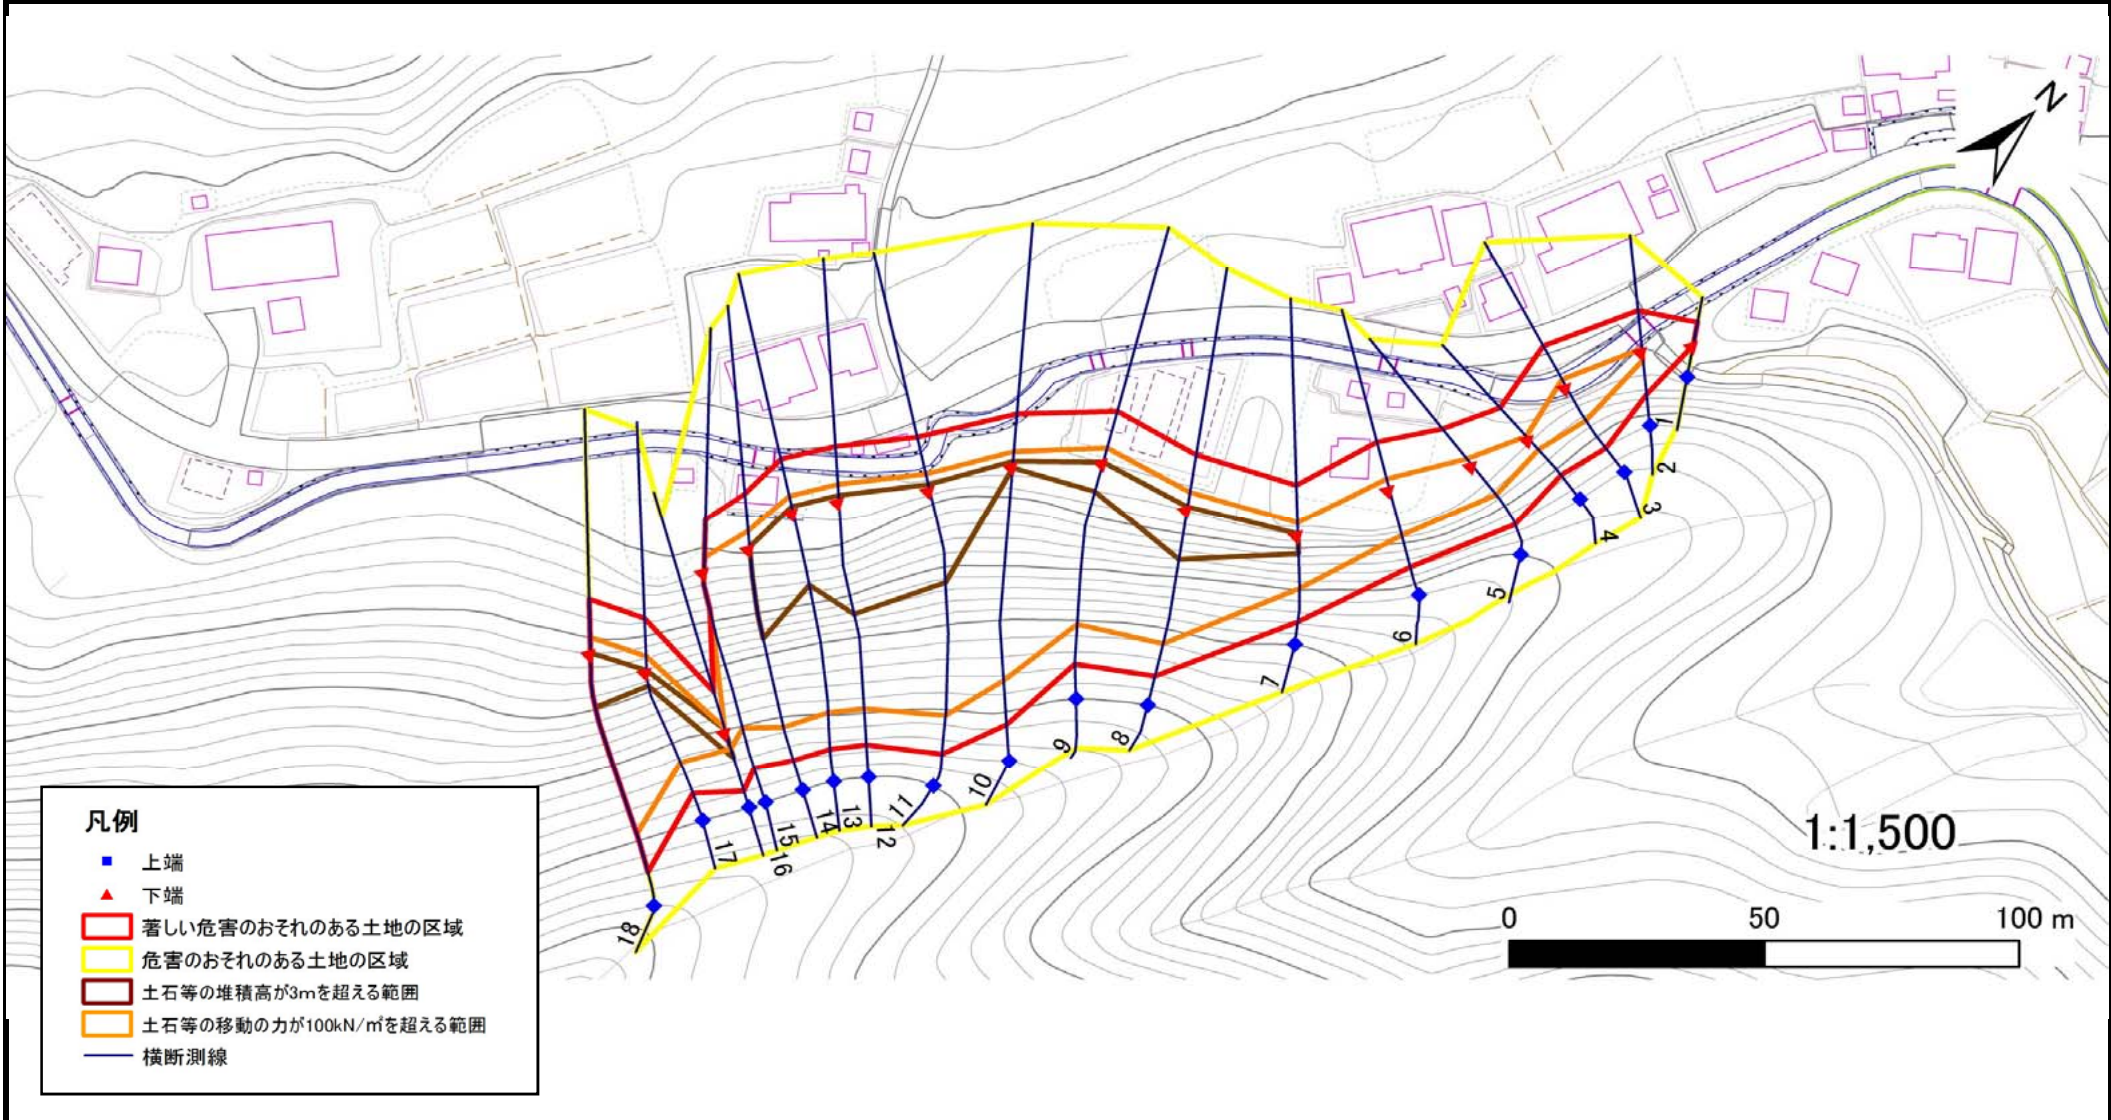 N
1
2
3
4
5
6
7
8
9
10
11
12
13
14
15
16
17
18
凡例
上端
下端
著しい危害のおそれのある土地の区域
危害のおそれのある土地の区域
土石等の堆積高が3mを超える範囲
土石等の移動の力が100kN/㎡を超える範囲
横断測線
1:1,500
0 50 100 m